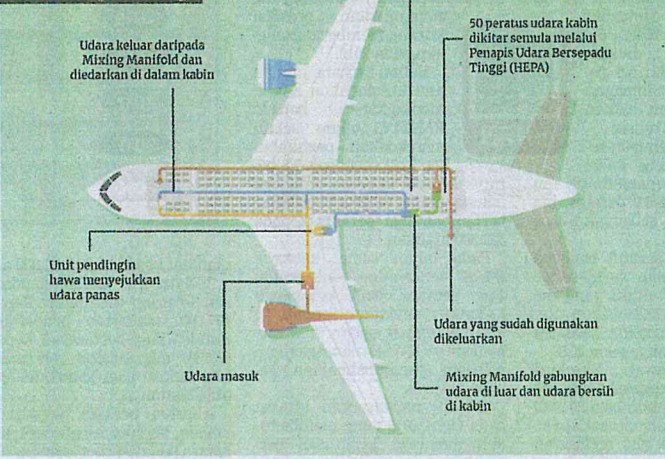 Udara keluar daripada
Mixing Manifold dan
diedarkan di dalam kabin
50 peratus udara kabin
dikitar semula melalui
Penapis Udara Bersepadu
Tinggi (HEPA)
Unit pendingin
hawa menyejukkan
udara panas
Udara masuk
Udara yang sudah digunakan
dikeluarkan
Mixing Manifold gabungkan
udara di luar dan udara bersih
di kabin